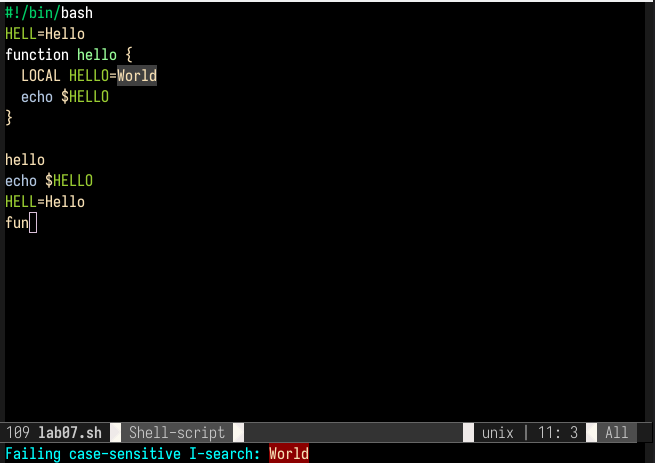 #!/bin/bash
HELL=Hello
function hello {
  LOCAL HELLO=World
  echo $HELLO
}

hello
echo $HELLO
HELL=Hello
fun
109 lab07.sh Shell-script unix | 11: 3 All
Failing case-sensitive I-search: World